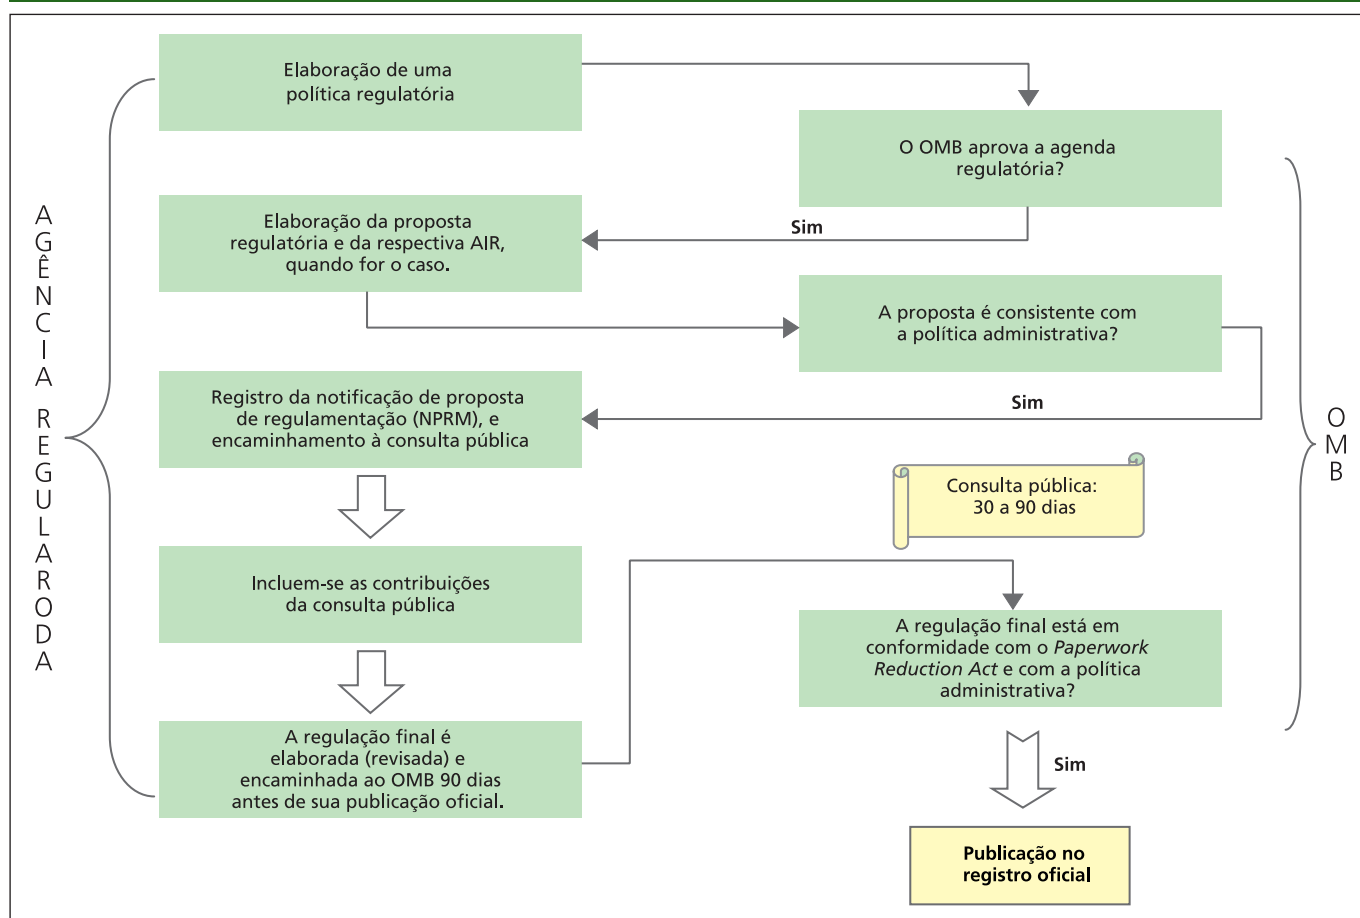 Elaboração de uma
política regulatória
O OMB aprova a agenda
regulatória?
Sim
Elaboração da proposta
regulatória e da respectiva AIR,
quando for o caso.
A proposta é consistente com
a política administrativa?
Sim
Registro da notificação de proposta
de regulamentação (NPRM), e
encaminhamento à consulta pública
Consulta pública:
30 a 90 dias
Incluem-se as contribuições
da consulta pública
A regulação final é
elaborada (revisada) e
encaminhada ao OMB 90 dias
antes de sua publicação oficial.
A regulação final está em
conformidade com o Paperwork
Reduction Act e com a política
administrativa?
Sim
Publicação no
registro oficial
AGÊNCIA REGULARODA
OMB